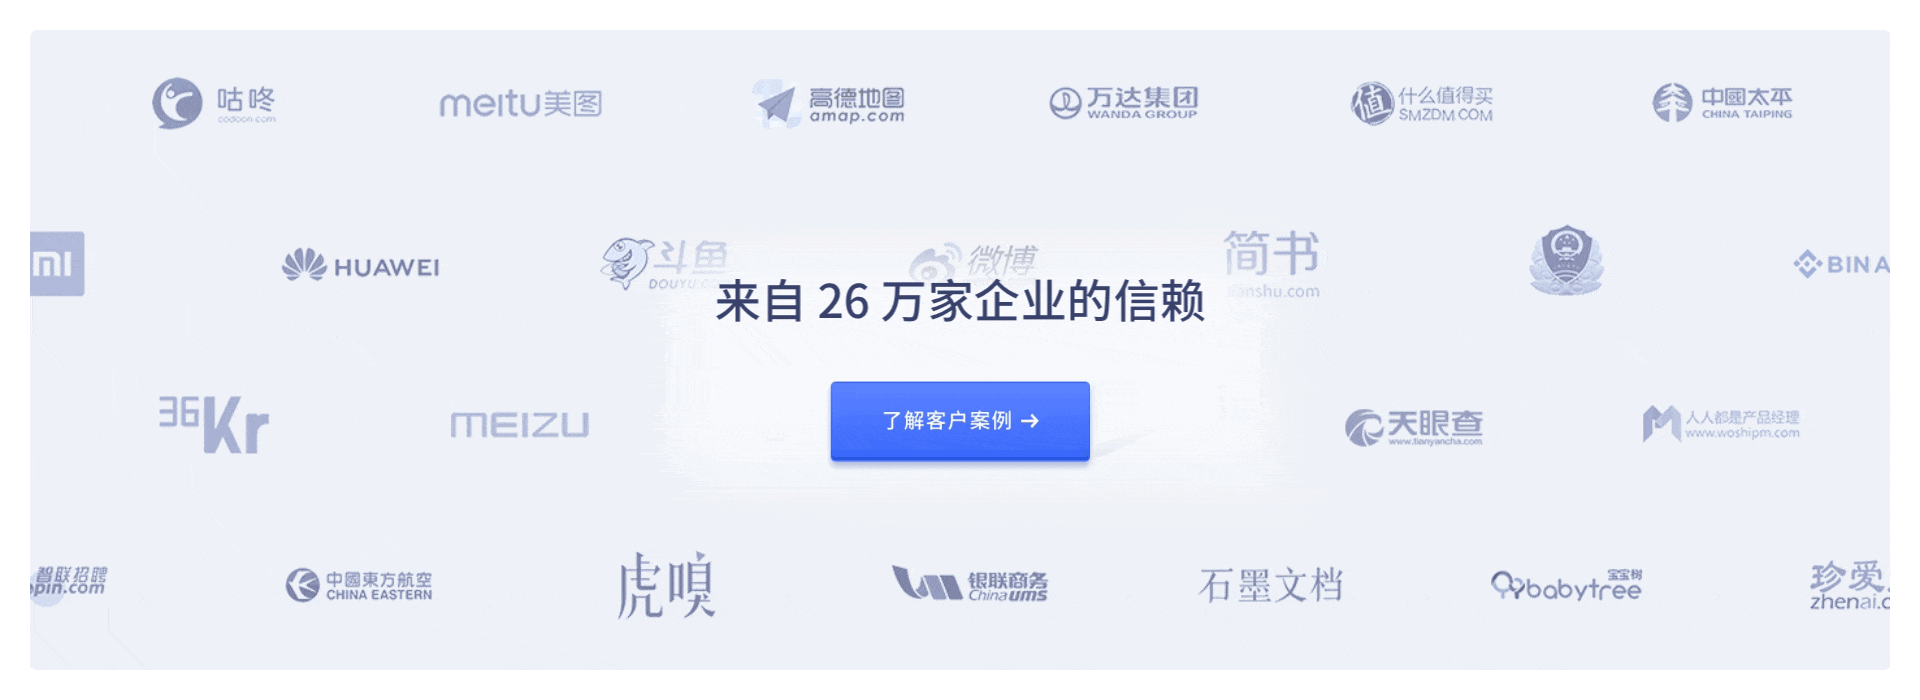 咕咚
codoon.com
meitu美图
高德地图
amap.com
万达集团
WANDA GROUP
值
什么值得买
SMZDM.COM
中國太平
CHINA TAIPING
mi
HUAWEI
斗鱼
DOUYU.CO
微博
简书
jianshu.com
BINA
来自 26 万家企业的信赖
36Kr
MEIZU
了解客户案例 →
天眼查
www.tianyancha.com
人人都是产品经理
www.woshipm.com
智联招聘
opin.com
中國東方航空
CHINA EASTERN
虎嗅
银联商务
Chinaums
石墨文档
宝宝树
babytree
珍爱
zhenai.c